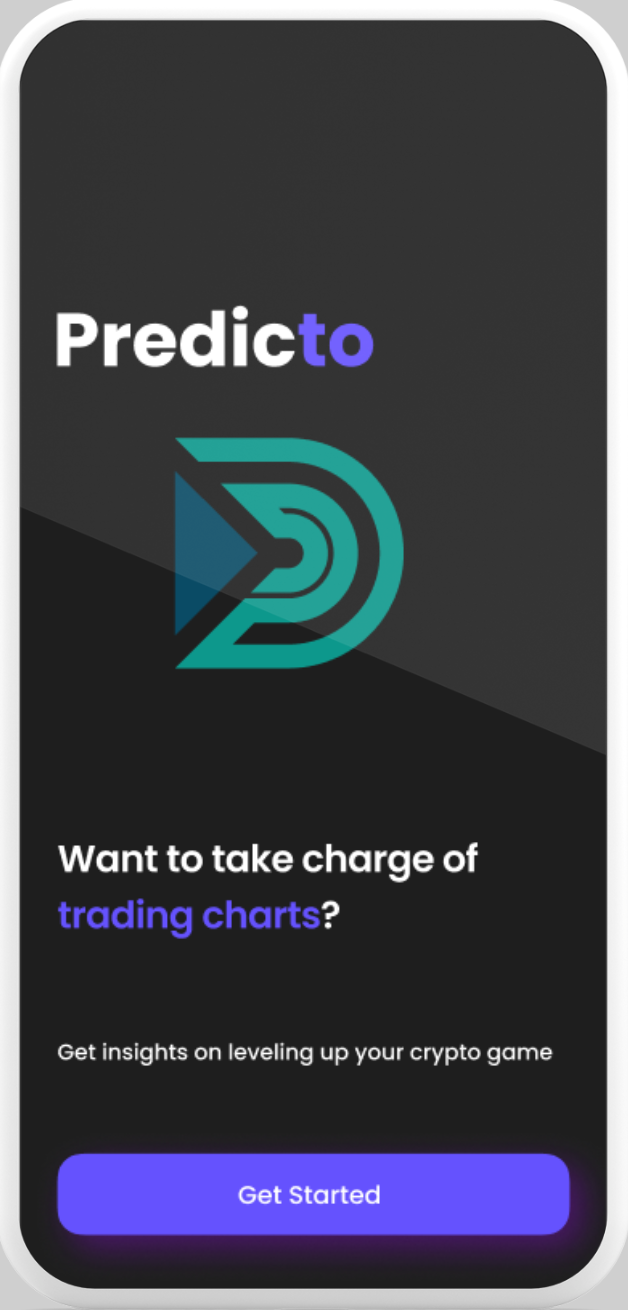 Predicto
Want to take charge of
trading charts?
Get insights on leveling up your crypto game
Get Started